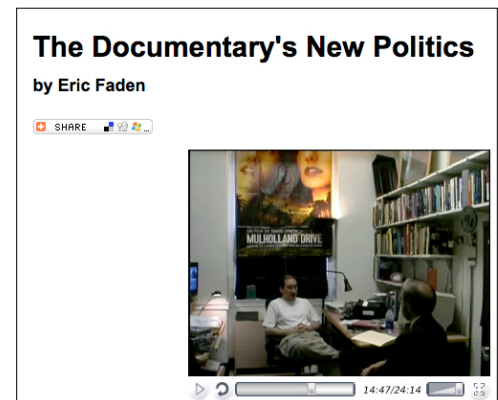 The Documentary's New Politics
by Eric Faden
SHARE ...
MULHOLLAND DRIVE
14:47/24:14